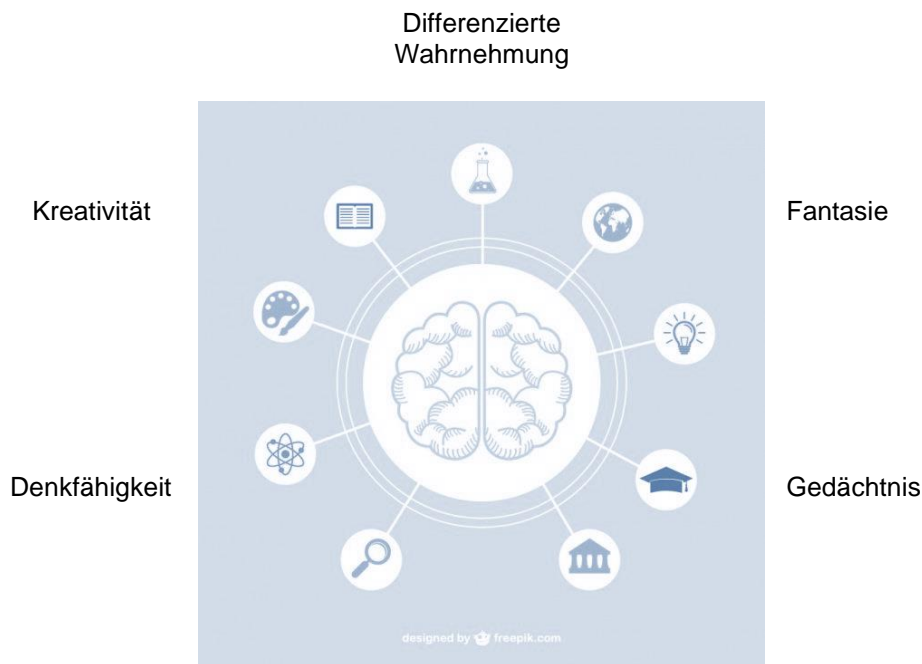 Differenzierte
Wahrnehmung
Kreativität
Fantasie
Denkfähigkeit
Gedächtnis
designed by freepik.com